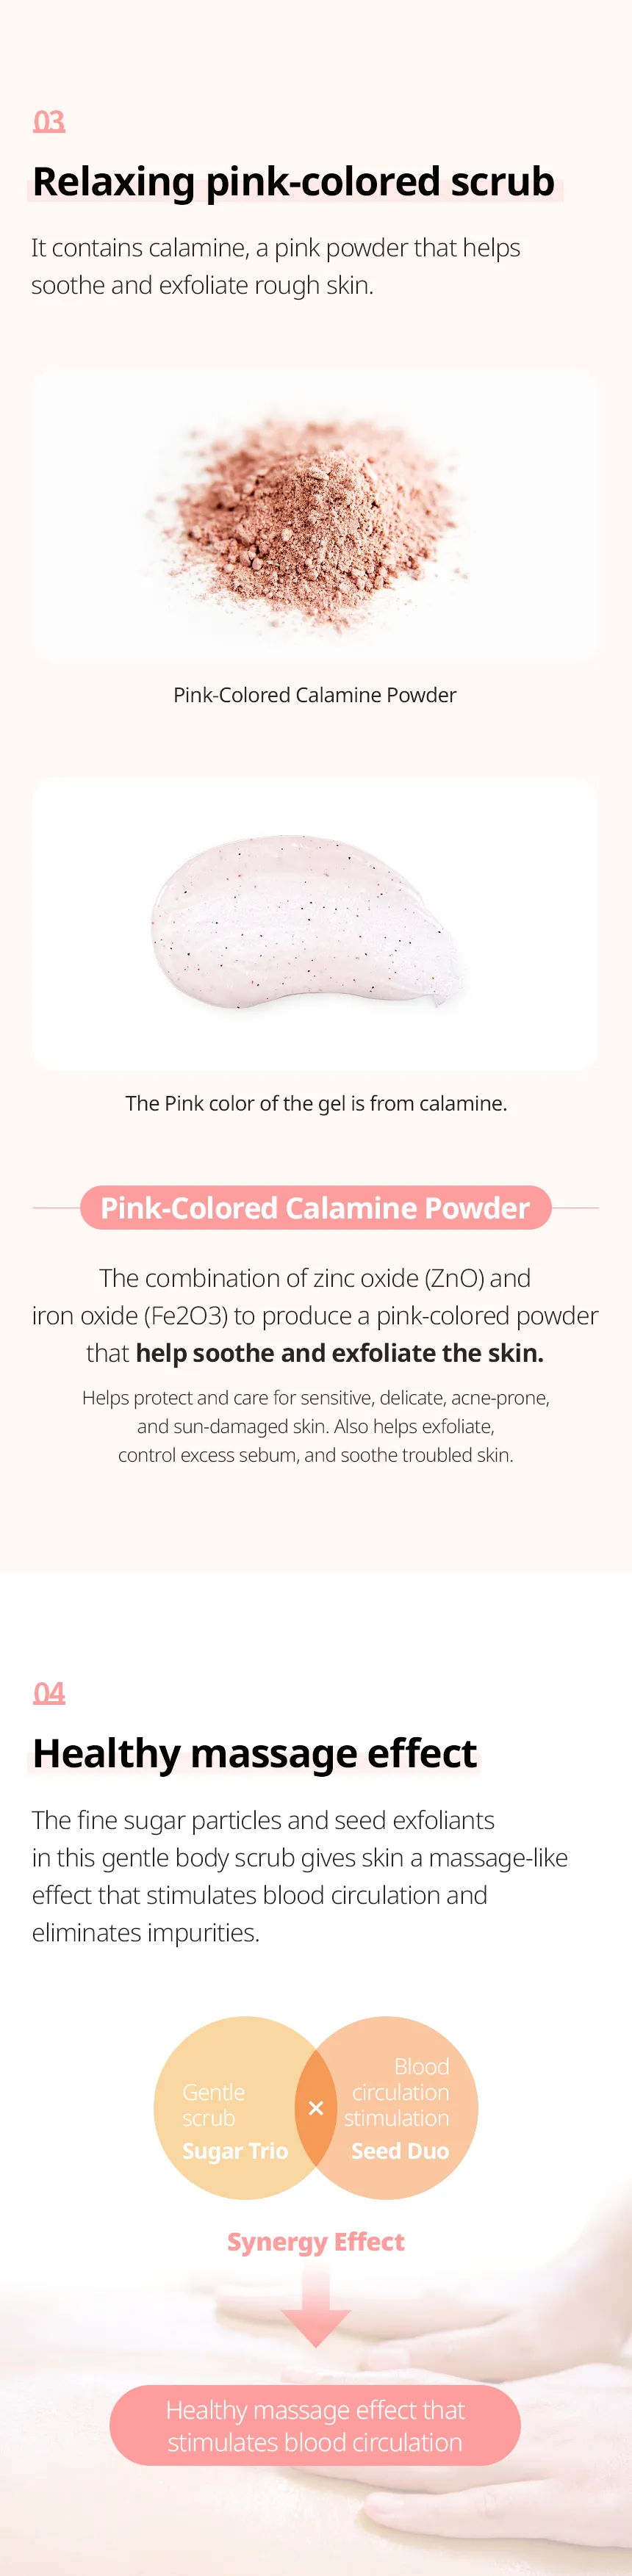 03
Relaxing pink-colored scrub
It contains calamine, a pink powder that helps
soothe and exfoliate rough skin.
Pink-Colored Calamine Powder
The Pink color of the gel is from calamine.
Pink-Colored Calamine Powder
The combination of zinc oxide (ZnO) and
iron oxide (Fe2O3) to produce a pink-colored powder
that help soothe and exfoliate the skin.
Helps protect and care for sensitive, delicate, acne-prone,
and sun-damaged skin. Also helps exfoliate,
control excess sebum, and soothe troubled skin.
04
Healthy massage effect
The fine sugar particles and seed exfoliants
in this gentle body scrub gives skin a massage-like
effect that stimulates blood circulation and
eliminates impurities.
Gentle
scrub
Sugar Trio
×
Blood
circulation
stimulation
Seed Duo
Synergy Effect
Healthy massage effect that
stimulates blood circulation